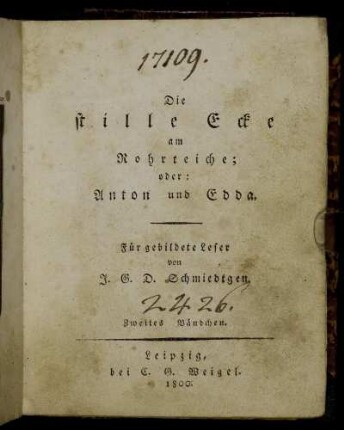 17109.
Die
stille Ecke
am
Rohrteiche;
oder:
Anton und Edda.
Für gebildete Leser
von
J. G. D. Schmiedtgen.
2426.
Zweites Bändchen.
Leipzig,
bei C. G. Weigel.
1800.